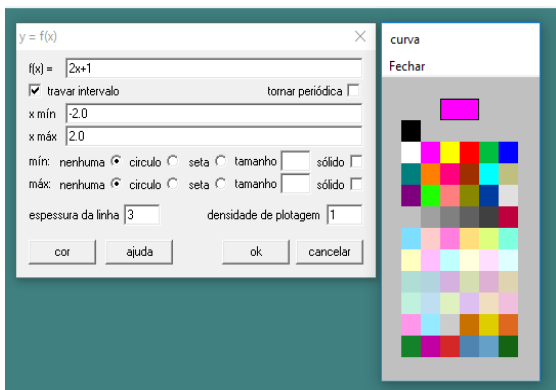 y = f(x)
f(x) = 2x+1
travar intervalo tornar periódica
x mín -2.0
x máx 2.0
mín: nenhuma circulo seta tamanho sólido
máx: nenhuma circulo seta tamanho sólido
espessura da linha 3 densidade de plotagem 1
cor ajuda ok cancelar
curva
Fechar